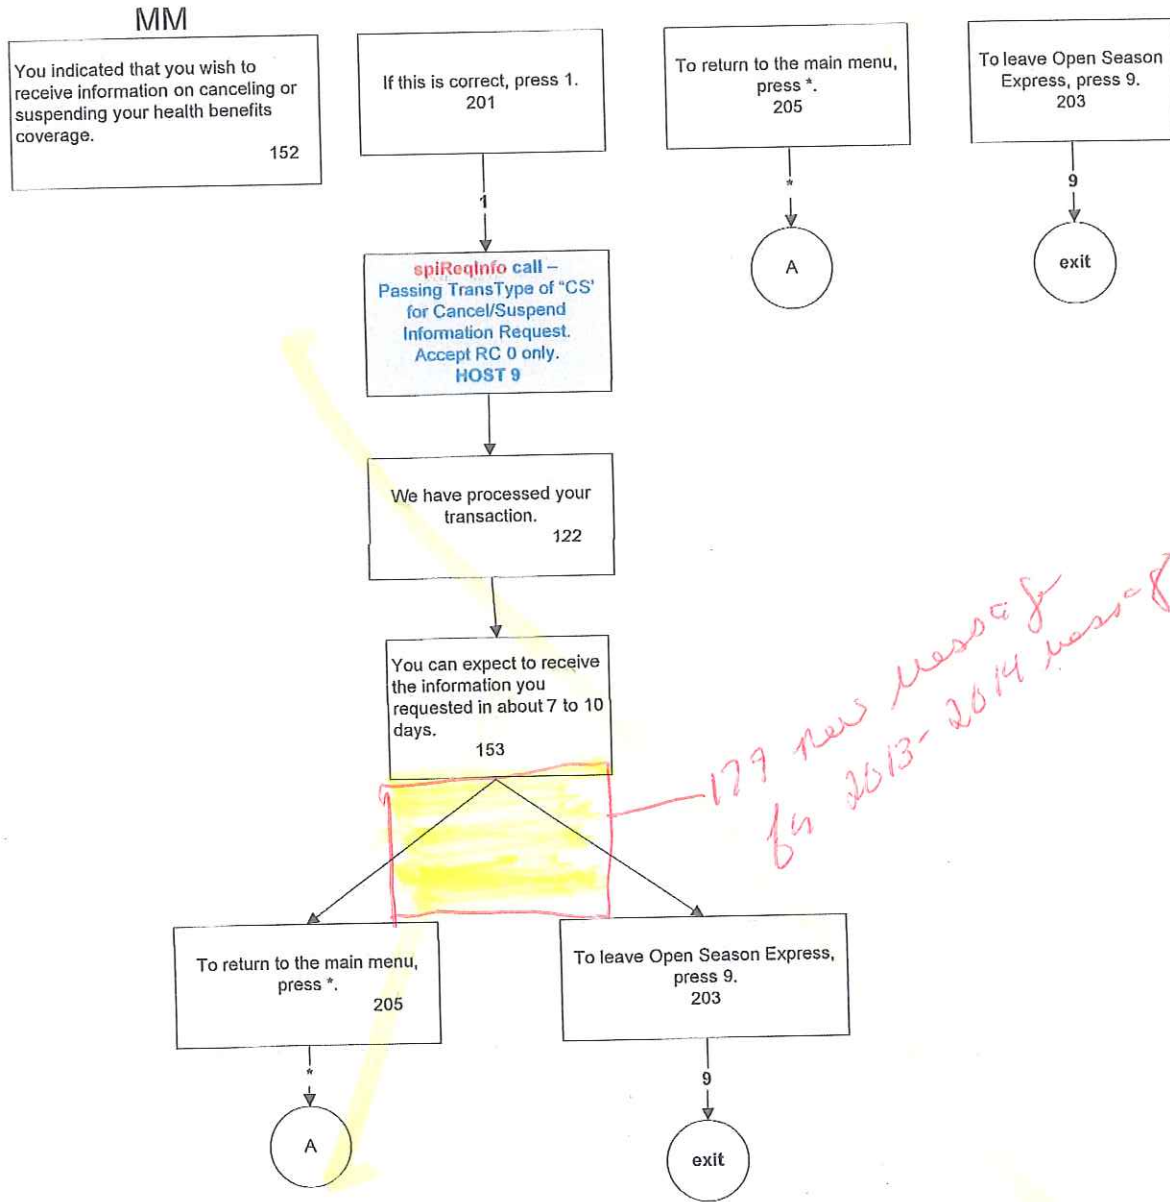 MM
You indicated that you wish to
receive information on canceling or
suspending your health benefits
coverage.
152
If this is correct, press 1.
201
To return to the main menu,
press *.
205
To leave Open Season
Express, press 9.
203
1
*
9
spiReqInfo call –
Passing TransType of "CS'
for Cancel/Suspend
Information Request.
Accept RC 0 only.
HOST 9
A
exit
We have processed your
transaction.
122
You can expect to receive
the information you
requested in about 7 to 10
days.
153
179 new message
for 2013-2014 message
To return to the main menu,
press *.
205
To leave Open Season Express,
press 9.
203
*
9
A
exit